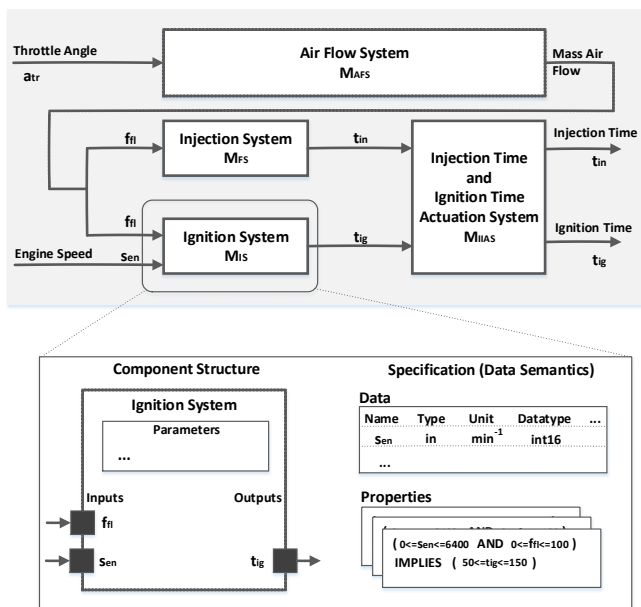 Throttle Angle
atr
Air Flow System
MAFS
Mass Air
Flow
ffl
Injection System
MFS
tin
Injection Time
and
Ignition Time
Actuation System
MIIAS
Injection Time
tin
ffl
Engine Speed
sen
Ignition System
MIS
tig
Ignition Time
tig
Component Structure
Ignition System
Parameters
...
Inputs
Outputs
ffl
sen
tig
Specification (Data Semantics)
Data
Name Type Unit Datatype ...
sen in min-1 int16
...
Properties
( 0<=sen<=6400 AND 0<=ffl<=100 )
IMPLIES ( 50<=tig<=150 )